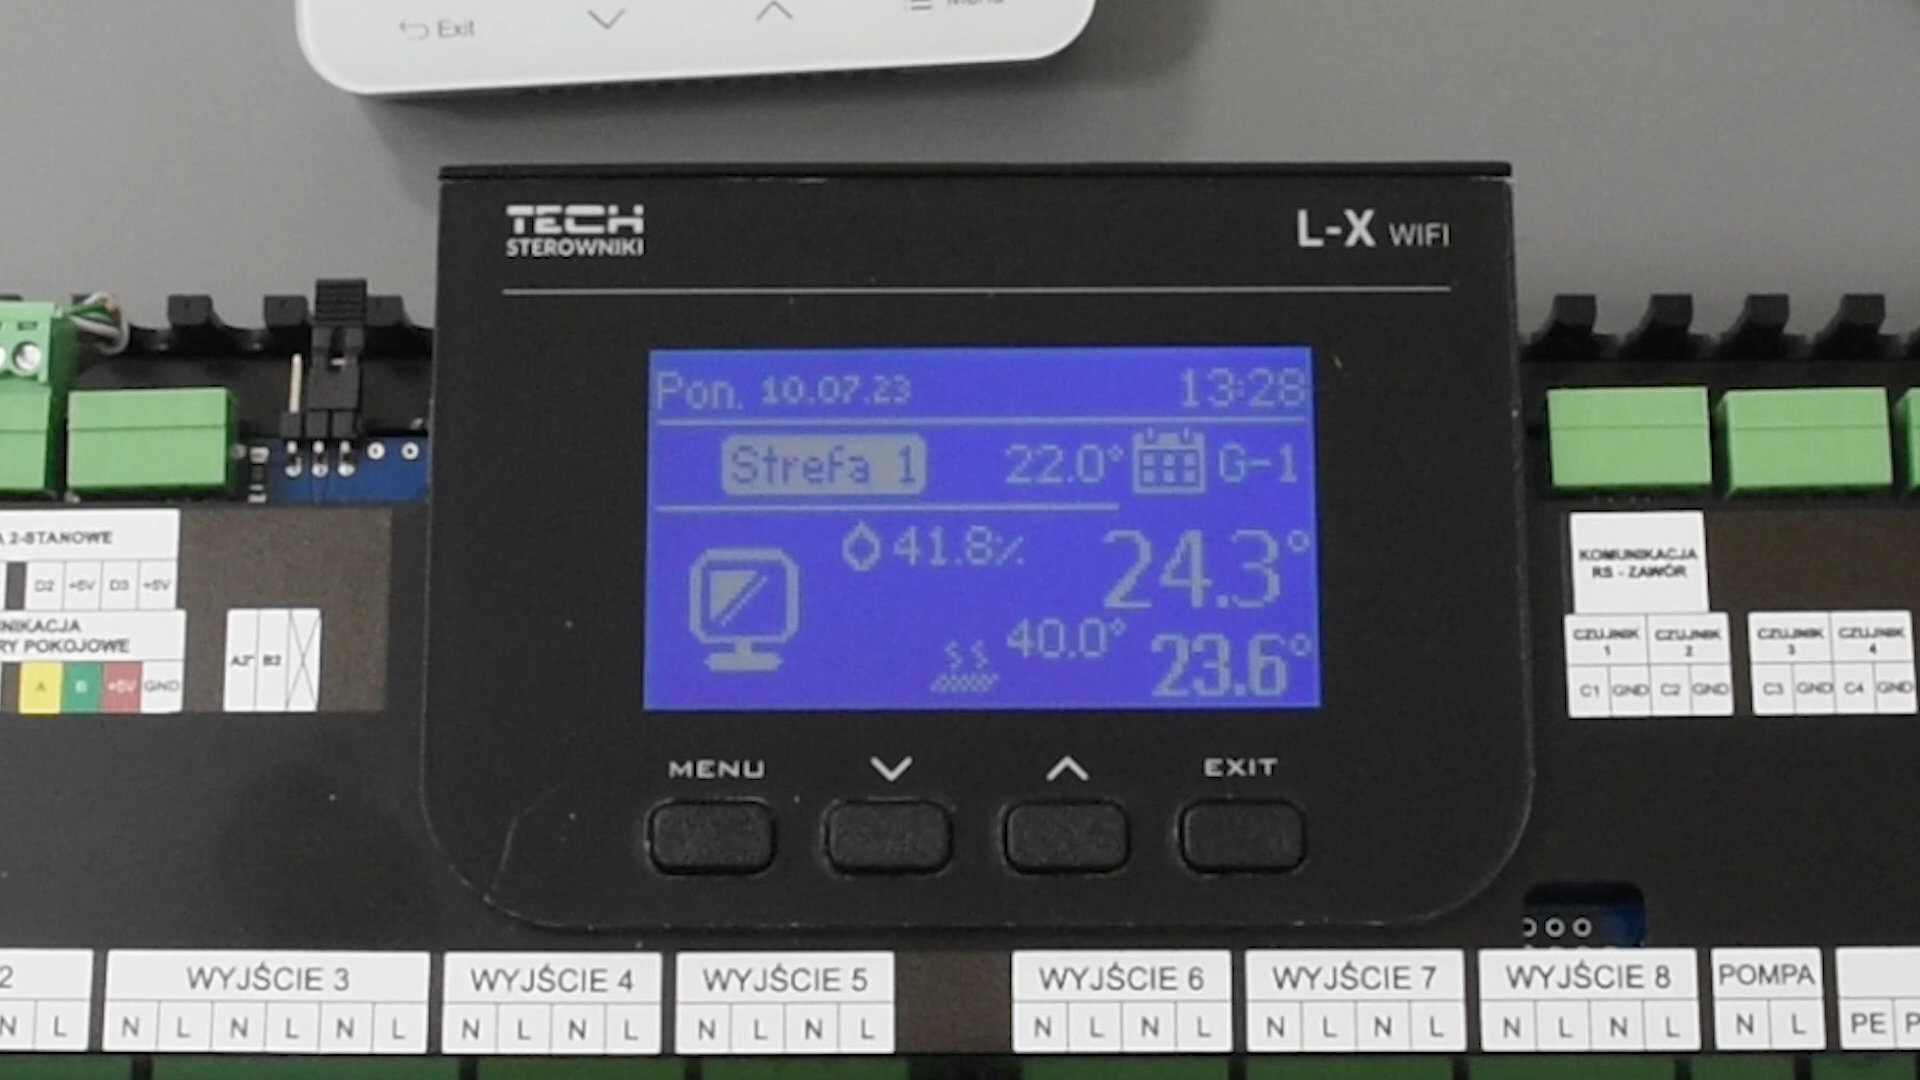 Exit
TECH
STEROWNIKI
L-X WIFI
Pon. 10.07.23 13:28
Strefa 1 22.0° G-1
41.8% 24.3°
40.0° 23.6°
MENU EXIT
2-STANOWE
D2 +5V D3 +5V
POKOJOWE
A B +5V GND
A2 B2
KOMUNIKACJA
RS - ZAWÓR
CZUJNIK 1 CZUJNIK 2 CZUJNIK 3 CZUJNIK 4
C1 GND C2 GND C3 GND C4 GND
2 WYJŚCIE 3 WYJŚCIE 4 WYJŚCIE 5 WYJŚCIE 6 WYJŚCIE 7 WYJŚCIE 8 POMPA
N L N L N L N L N L N L N L N L N L N L N L N L N L N L N L PE